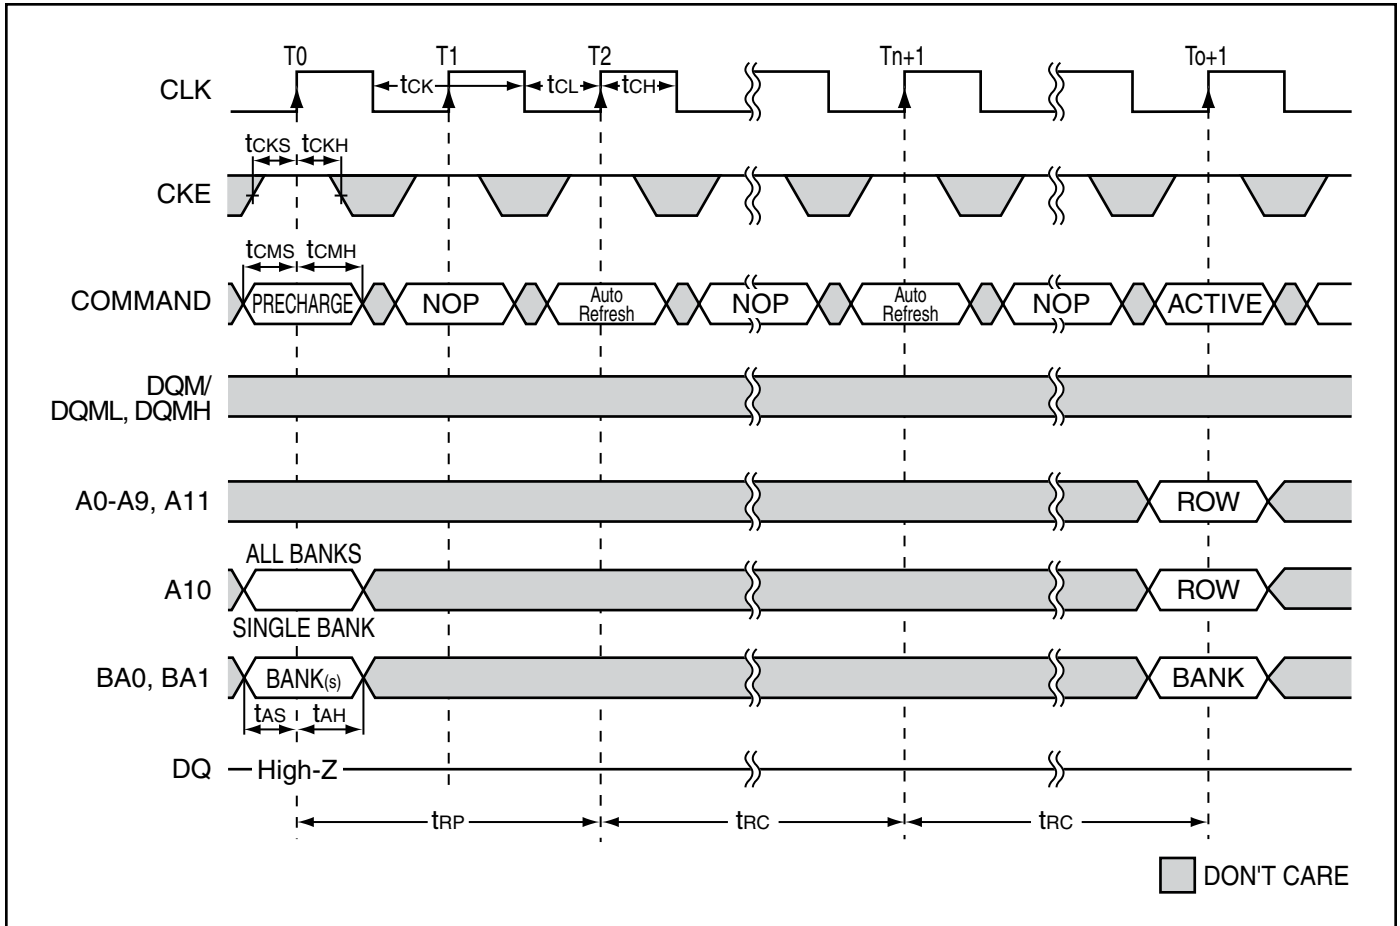 T0 T1 T2 Tn+1 To+1
CLK tCK tCL tCH
tCKS tCKH
CKE
tCMS tCMH
COMMAND PRECHARGE NOP Auto Refresh NOP Auto Refresh NOP ACTIVE
DQM/
DQML, DQMH
A0-A9, A11 ROW
ALL BANKS
A10 ROW
SINGLE BANK
BA0, BA1 BANK(s) BANK
tAS tAH
DQ High-Z
tRP tRC tRC
DON'T CARE